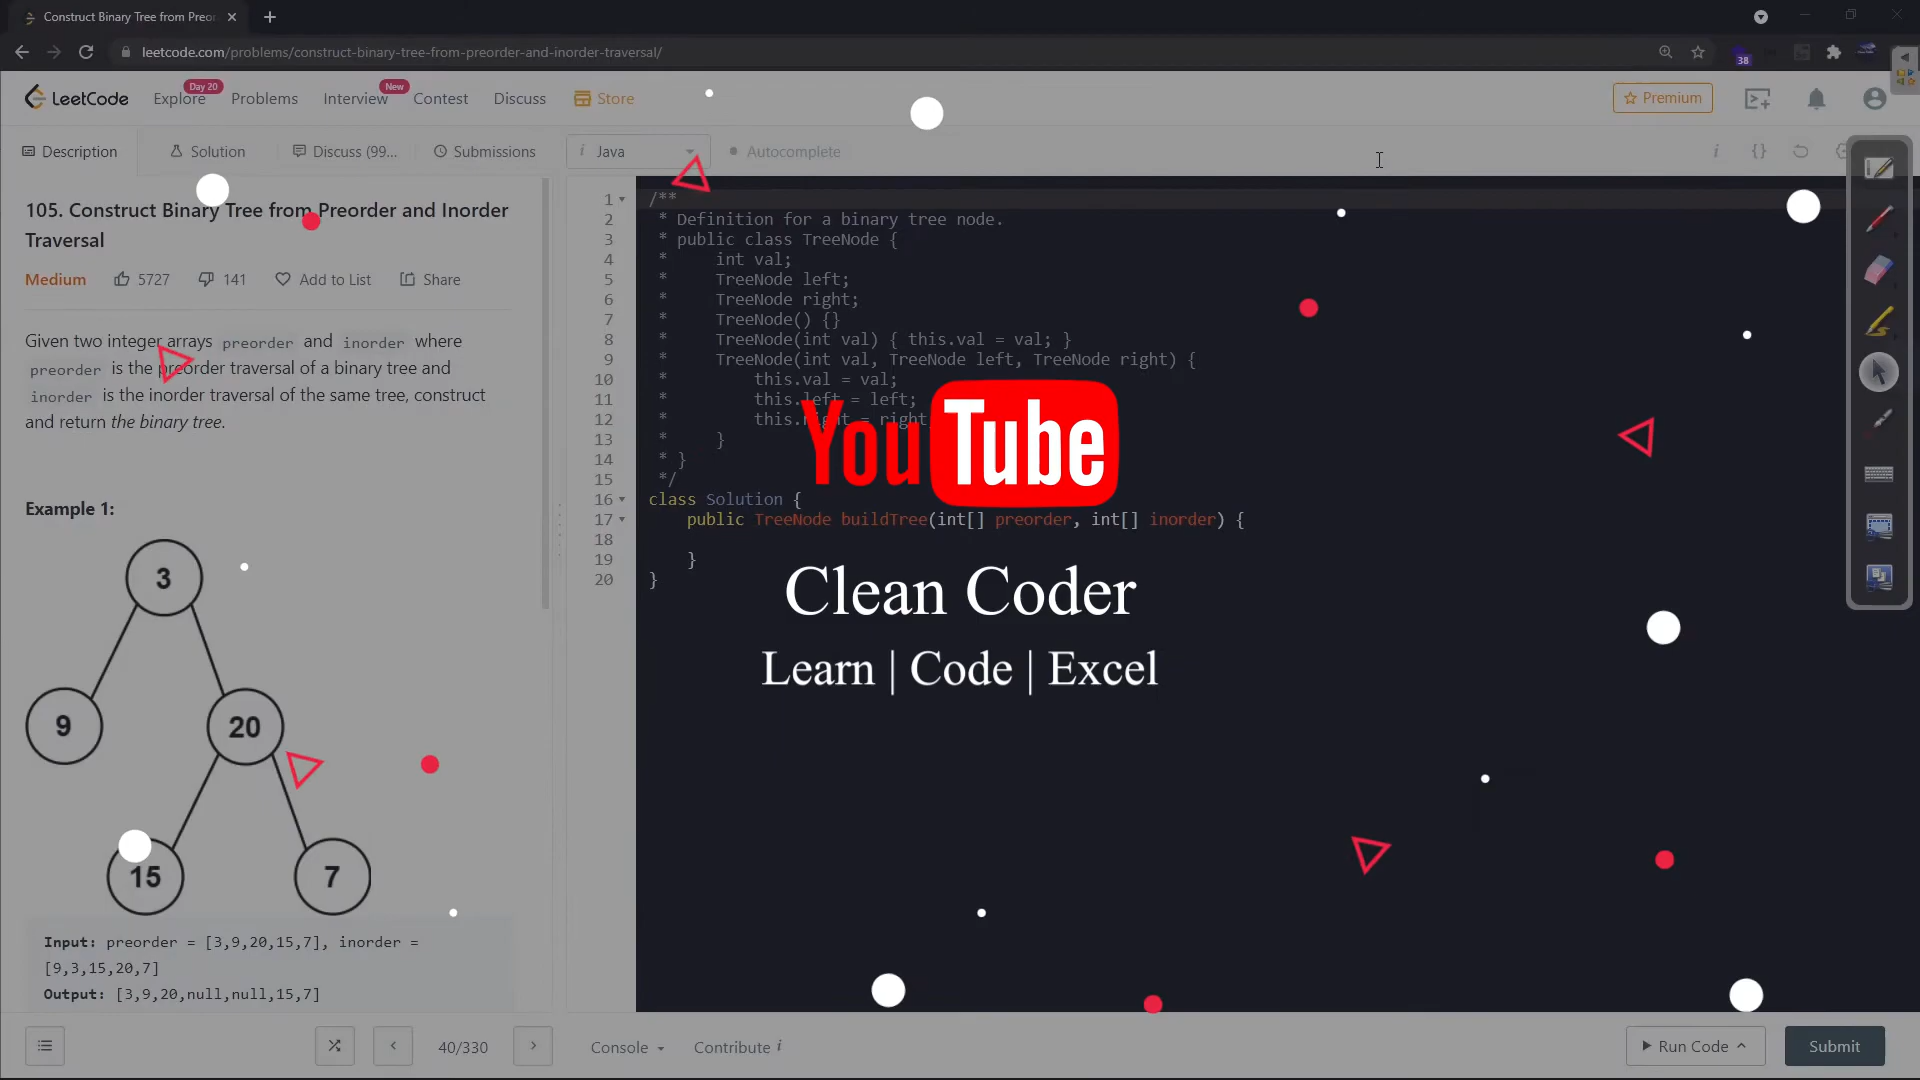 Construct Binary Tree from Preor
leetcode.com/problems/construct-binary-tree-from-preorder-and-inorder-traversal/
38
LeetCode
Explore
Day 20
Problems
Interview
New
Contest
Discuss
Store
Premium
Description
Solution
Discuss (99...
Submissions
i Java
Autocomplete
105. Construct Binary Tree from Preorder and Inorder
Traversal
Medium
5727
141
Add to List
Share
Given two integer arrays preorder and inorder where
preorder is the preorder traversal of a binary tree and
inorder is the inorder traversal of the same tree, construct
and return the binary tree.
Example 1:
3
9
20
15
7
Input: preorder = [3,9,20,15,7], inorder =
[9,3,15,20,7]
Output: [3,9,20,null,null,15,7]
1 /**
2 * Definition for a binary tree node.
3 * public class TreeNode {
4 *     int val;
5 *     TreeNode left;
6 *     TreeNode right;
7 *     TreeNode() {}
8 *     TreeNode(int val) { this.val = val; }
9 *     TreeNode(int val, TreeNode left, TreeNode right) {
10 *         this.val = val;
11 *         this.left = left;
12 *         this.right = right
13 *     }
14 * }
15 */
16 class Solution {
17     public TreeNode buildTree(int[] preorder, int[] inorder) {
18
19     }
20 }
YouTube
Clean Coder
Learn | Code | Excel
40/330
Console
Contribute i
Run Code
Submit